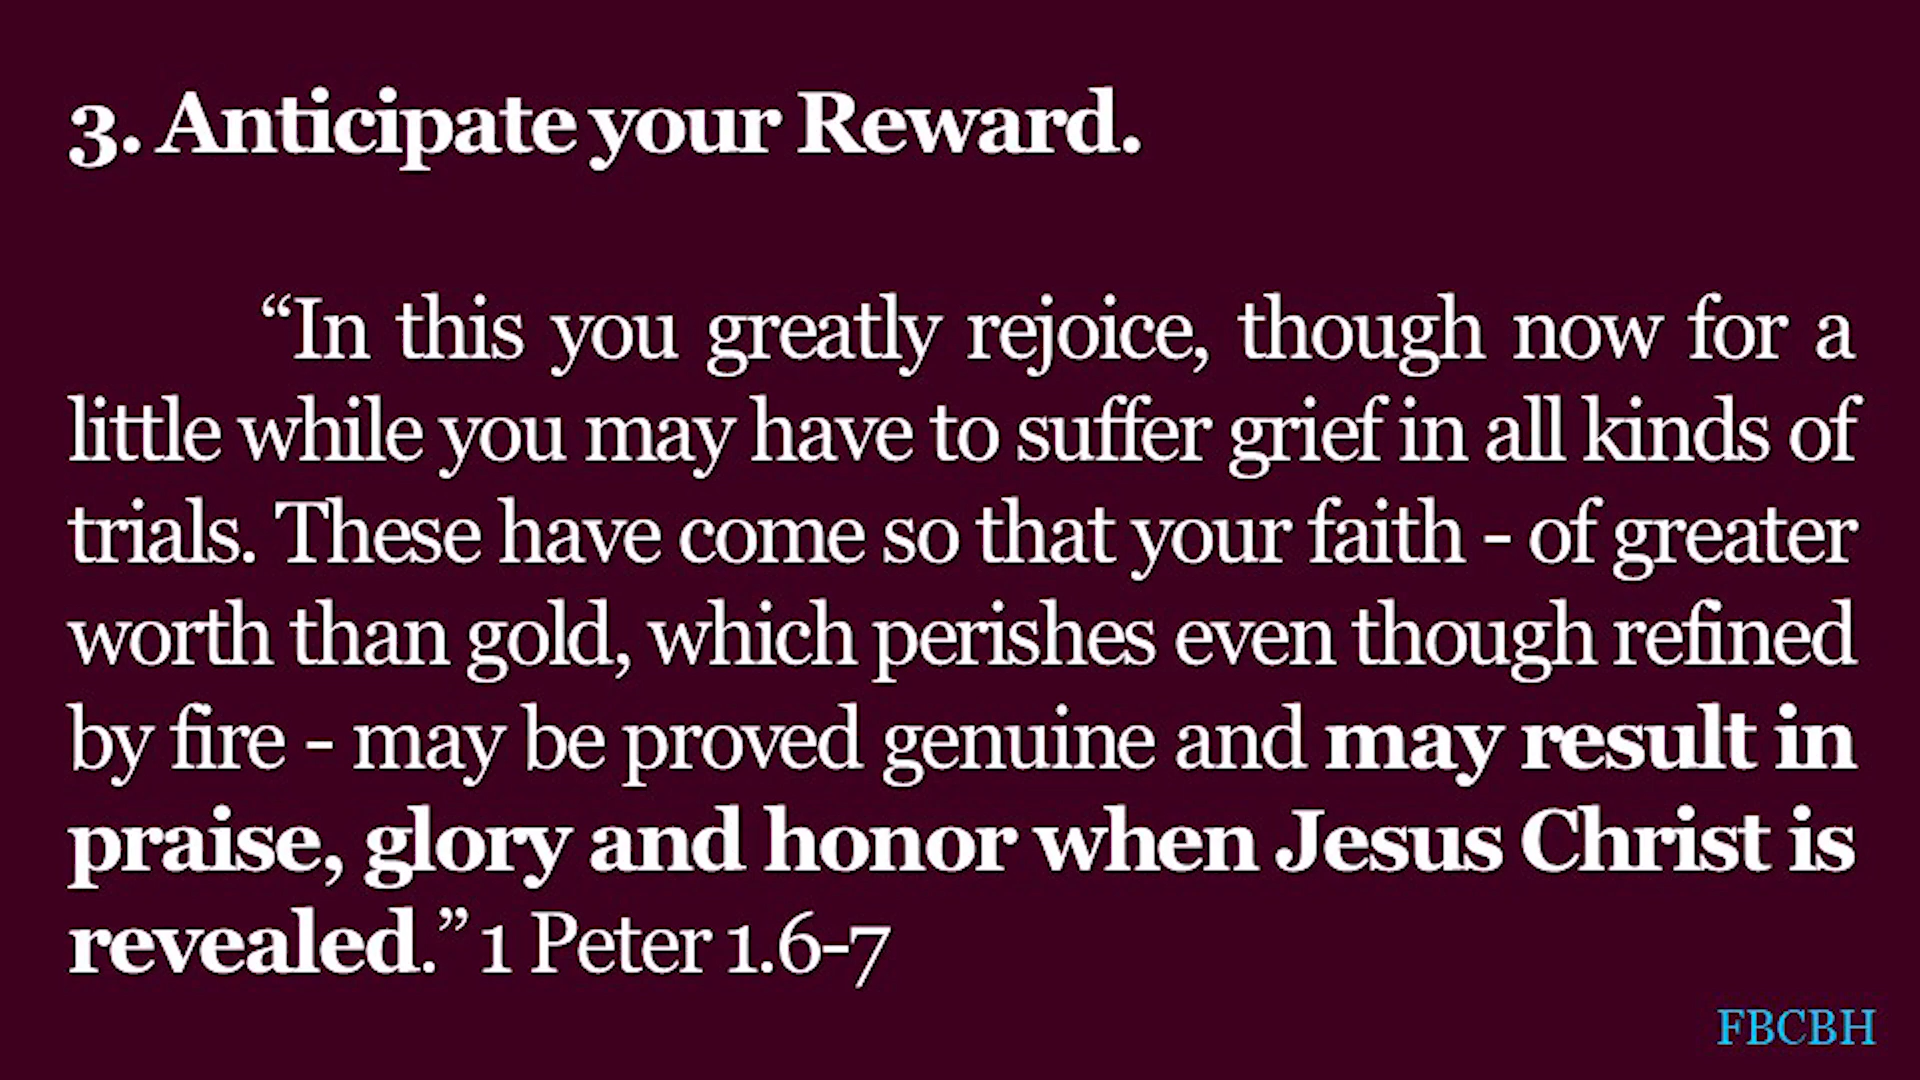 3. Anticipate your Reward.
“In this you greatly rejoice, though now for a
little while you may have to suffer grief in all kinds of
trials. These have come so that your faith - of greater
worth than gold, which perishes even though refined
by fire - may be proved genuine and may result in
praise, glory and honor when Jesus Christ is
revealed.” 1 Peter 1.6-7
FBCBH